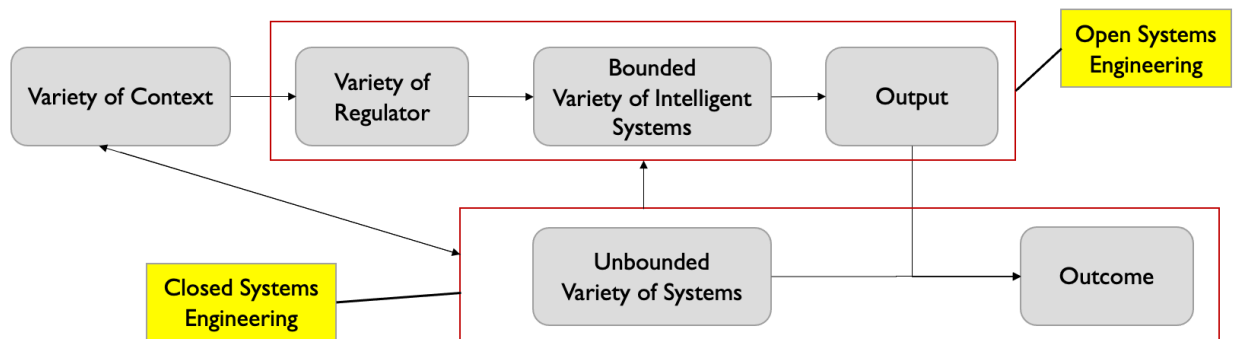 Open Systems
Engineering
Variety of Context
Variety of
Regulator
Bounded
Variety of Intelligent
Systems
Output
Closed Systems
Engineering
Unbounded
Variety of Systems
Outcome